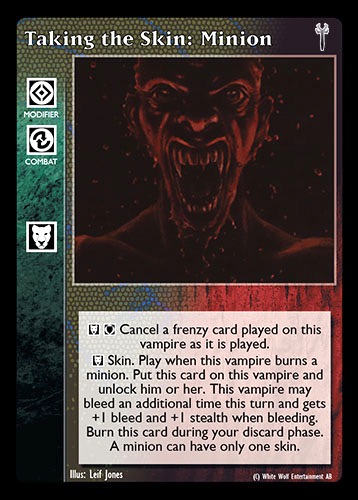 Taking the Skin: Minion
MODIFIER
COMBAT
Cancel a frenzy card played on this
vampire as it is played.
Skin. Play when this vampire burns a
minion. Put this card on this vampire and
unlock him or her. This vampire may
bleed an additional time this turn and gets
+1 bleed and +1 stealth when bleeding.
Burn this card during your discard phase.
A minion can have only one skin.
Illus: Leif Jones
(C) White Wolf Entertainment AB